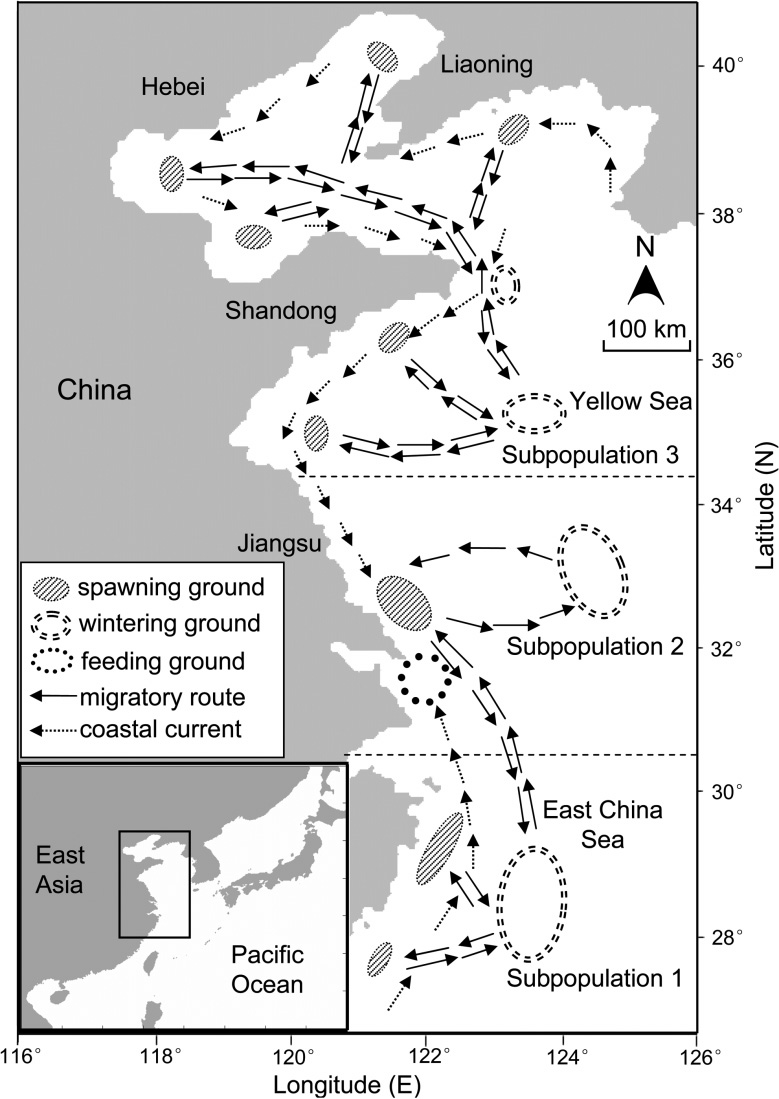 40°
Liaoning
Hebei
38°
N
Shandong
100 km
36°
China
Yellow Sea
Subpopulation 3
34°
Latitude (N)
Jiangsu
spawning ground
wintering ground
feeding ground
migratory route
coastal current
Subpopulation 2
32°
30°
East China
Sea
East
Asia
Pacific
Ocean
28°
Subpopulation 1
116° 118° 120° 122° 124° 126°
Longitude (E)